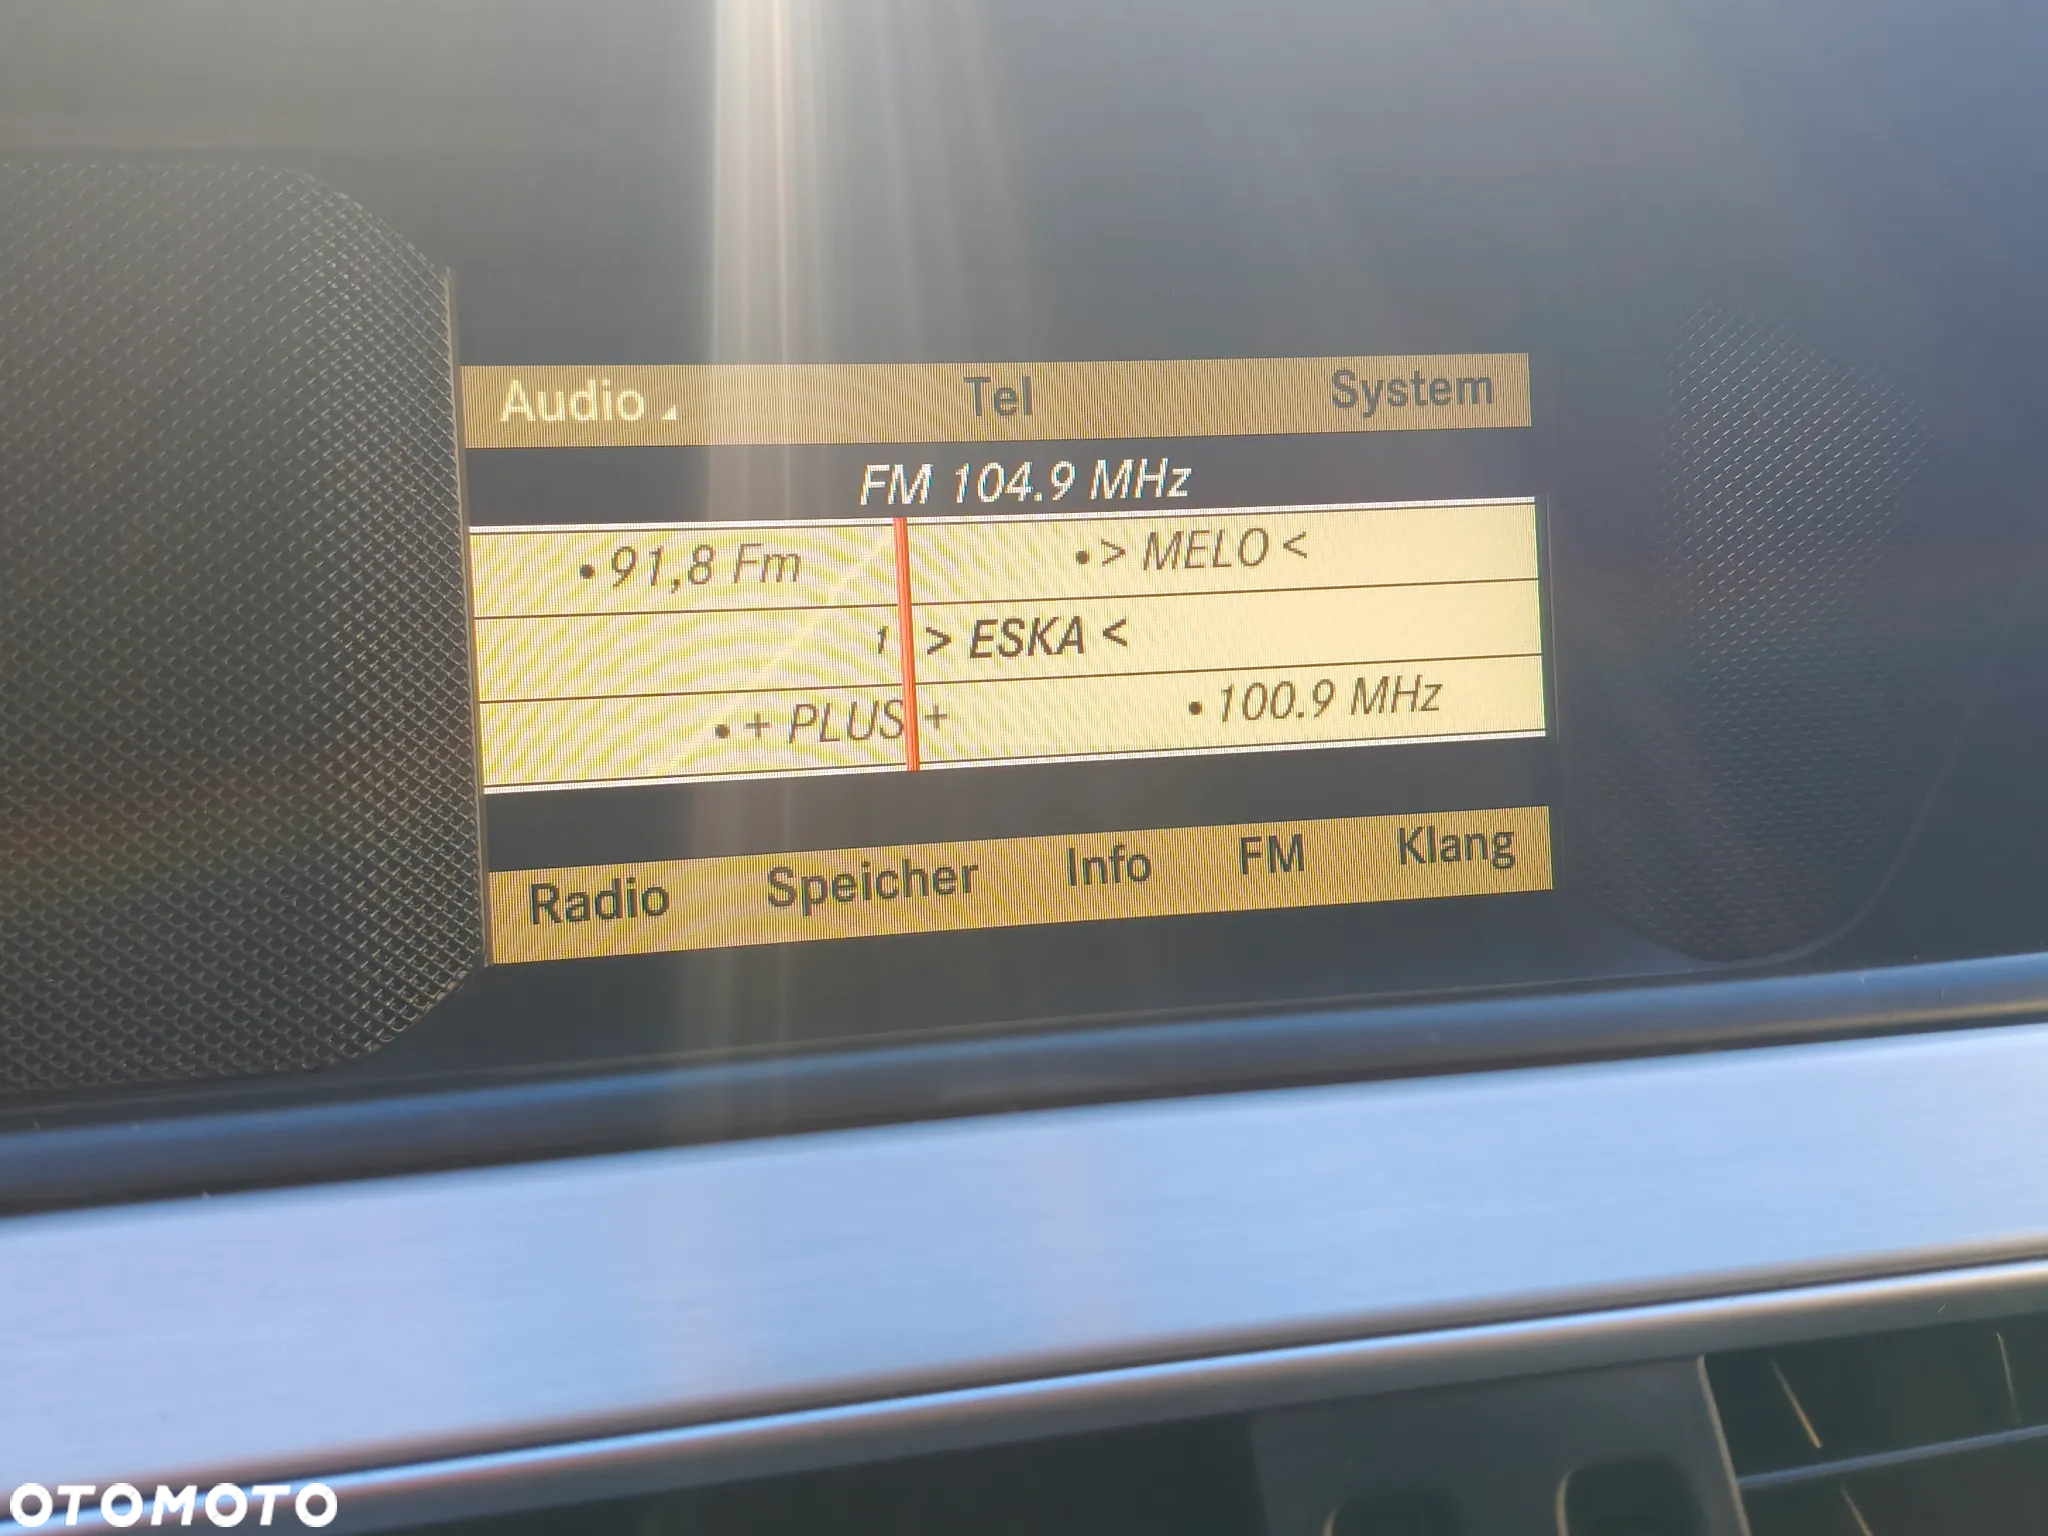 Audio Tel System
FM 104.9 MHz
•91,8 Fm •> MELO <
1 > ESKA <
•+ PLUS + •100.9 MHz
Radio Speicher Info FM Klang
OTOMOTO